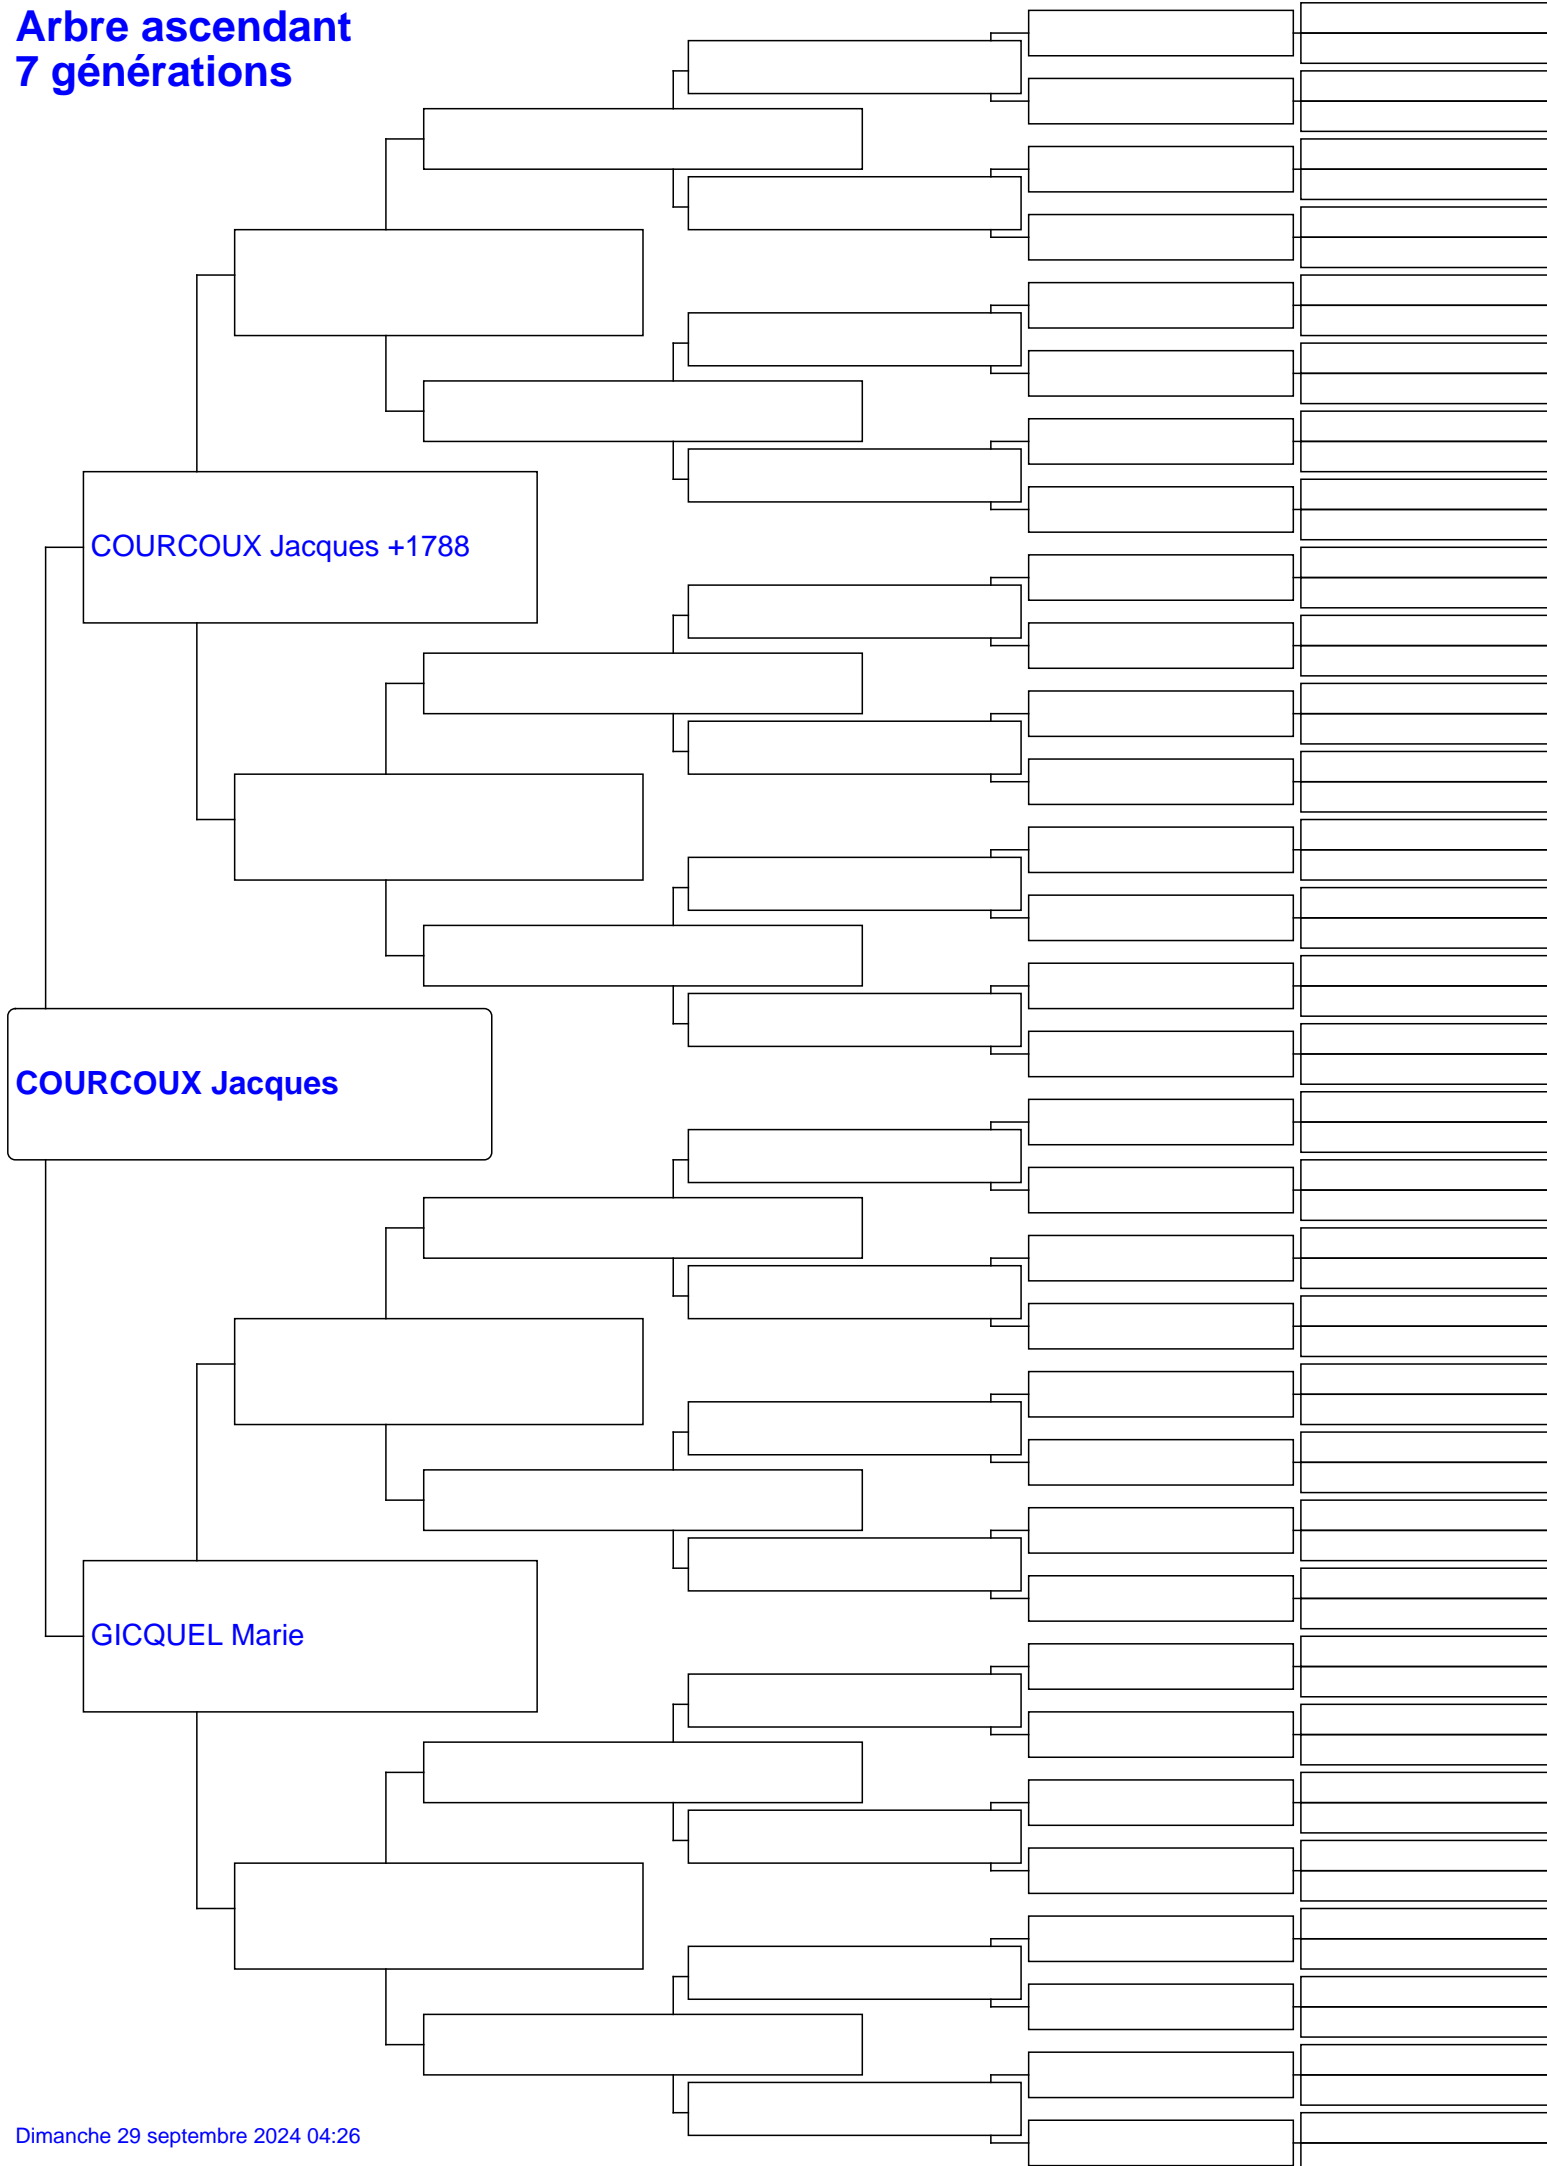 Arbre ascendant
7 générations
COURCOUX Jacques +1788
COURCOUX Jacques
GICQUEL Marie
Dimanche 29 septembre 2024 04:26